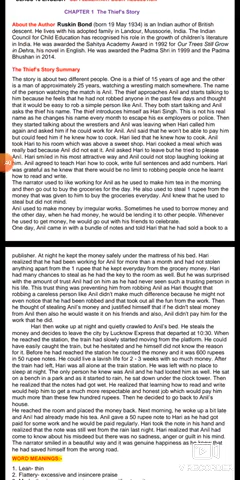 CHAPTER 1 The Thief's Story
About the Author Ruskin Bond (born 19 May 1934) is an Indian author of British
descent. He lives with his adopted family in Landour, Mussoorie, India. The Indian
Council for Child Education has recognised his role in the growth of children's literature
in India. He was awarded the Sahitya Academy Award in 1992 for Our Trees Still Grow
in Dehra, his novel in English. He was awarded the Padma Shri in 1999 and the Padma
Bhushan in 2014.
The Thief's Story Summary
The story is about two different people. One is a thief of 15 years of age and the other
is a man of approximately 25 years, watching a wrestling match somewhere. The name
of the person watching the match is Anil. The thief approaches Anil and starts talking to
because he feels that he had not robbed anyone in the past few days and thought
that it would be easy to rob a simple person like Anil. They both start talking and Anil
asks the thief his name. The thief introduces himself as Hari Singh. This is not his real
name as he changes his name every month to escape his ex employers or police. Then
they started talking about the wrestlers and Anil was leaving when Hari called him
again and asked him if he could work for Anil. Anil said that he won't be able to pay him
but could feed him if he knew how to cook. Hari lied that he knew how to cook. Anil
took Hari to his room which was above a sweet shop. Hari cooked a meal which was
really bad because Anil did not eat it. Anil asked Hari to leave but he tried to please
Anil. Hari smiled in his most attractive way and Anil could not stop laughing looking at
him. Anil agreed to teach Hari how to cook, write full sentences and add numbers. Hari
was grateful as he knew that there would be no limit to robbing people once he learnt
how to read and write.
The narrator used to like working for Anil as he used to make him tea in the morning
and then go out to buy the groceries for the day. He also used to steal 1 rupee from the
money that was given to him to buy the groceries everyday. Anil knew that he used to
steal but did not mind.
Anil used to make money by irregular works. Sometimes he used to borrow money and
the other day, when he had money, he would be lending it to other people. Whenever
he used to get money, he would go out with his friends to celebrate.
One day, Anil came in with a bundle of notes and told Hari that he had sold a book to a
publisher. At night he kept the money safely under the mattress of this bed. Hari
realized that he had been working for Anil for more than a month and had not stolen
anything apart from the 1 rupee that he kept everyday from the grocery money. Hari
had many chances to steal as he had the key to the room as well. But he was surprised
with the amount of trust Anil had on him as he had never seen such a trusting person in
his life. This trust thing was preventing him from robbing Anil as Hari thought that
robbing a careless person like Anil didn't make much difference because he might not
even notice that he had been robbed and that took out all the fun from the work. Then
he thought of stealing Anil's money and justified himself that if he didn't steal money
from Anil then also he would waste it on his friends and also, Anil didn't pay him for the
work that he did.
Hari then woke up at night and quietly crawled to Anil's bed. He steals the
money and decides to leave the city by Lucknow Express that departed at 10:30. When
he reached the station, the train had slowly started moving from the platform. He could
have easily caught the train, but he hesitated and he himself did not know the reason
for it. Before he had reached the station he counted the money and it was 600 rupees
in 50 rupee notes. He could live a lavish life for 2 - 3 weeks with so much money. After
the train had left, Hari was all alone at the train station. He was left with no place to
sleep at night. The only person he knew was Anil and he had looted him as well. He sat
on a bench in a park and as it started to rain, he sat down under the clock tower. Then
he realized that the notes had got wet. He realized that learning how to read and write
would help him to get a much more respectable and honest job which would pay him
much more than these few hundred rupees. Then he decided to go back to Anil's
house.
He reached the room and placed the money back. Next morning, he woke up a bit late
and Anil had already made his tea. Anil gave a 50 rupee note to Hari as he had got
paid for some work and he would be paid regularly. Hari took the note in his hand and
realized that the note was still wet from the rain last night. Hari realized that Anil had
come to know about his misdeed but there was no sadness, anger or guilt in his mind.
The narrator smiled in a beautiful way and it was genuine happiness as he knew that
he had saved himself from the wrong road.
WORD MEANINGS:-
1. Lean- thin
2. Flattery- excessive and insincere praise